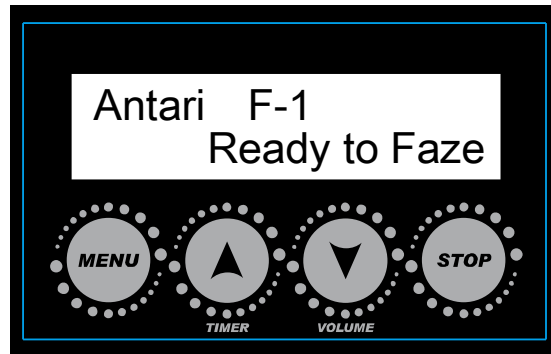 Antari F-1
Ready to Faze
MENU
STOP
TIMER
VOLUME